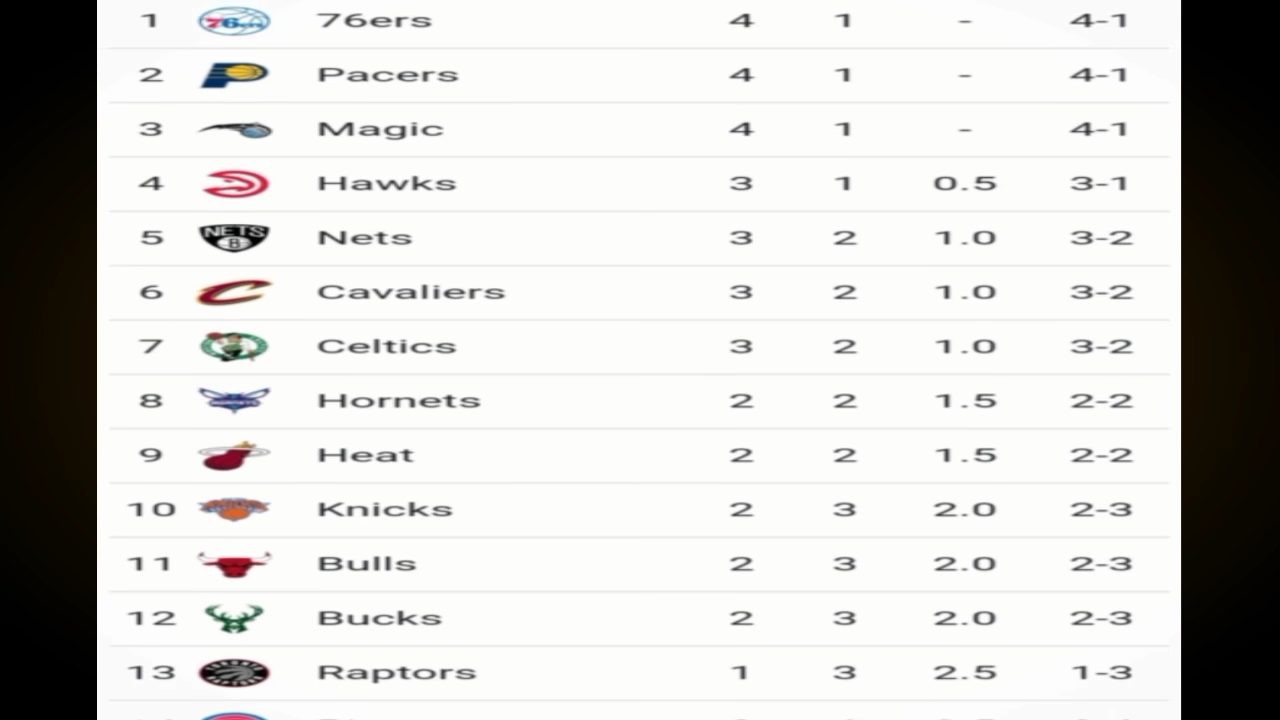 1 76ers 4 1 - 4-1
2 Pacers 4 1 - 4-1
3 Magic 4 1 - 4-1
4 Hawks 3 1 0.5 3-1
5 NETS B Nets 3 2 1.0 3-2
6 Cavaliers 3 2 1.0 3-2
7 Celtics 3 2 1.0 3-2
8 Hornets 2 2 1.5 2-2
9 Heat 2 2 1.5 2-2
10 Knicks 2 3 2.0 2-3
11 Bulls 2 3 2.0 2-3
12 Bucks 2 3 2.0 2-3
13 Raptors 1 3 2.5 1-3